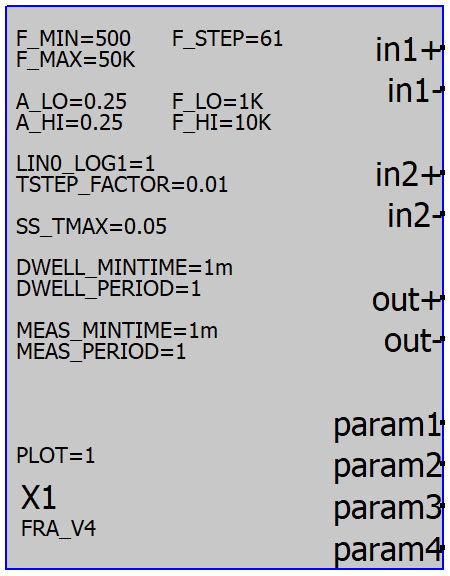 F_MIN=500 F_STEP=61
F_MAX=50K
A_LO=0.25 F_LO=1K
A_HI=0.25 F_HI=10K
LIN0_LOG1=1
TSTEP_FACTOR=0.01
SS_TMAX=0.05
DWELL_MINTIME=1m
DWELL_PERIOD=1
MEAS_MINTIME=1m
MEAS_PERIOD=1
PLOT=1
X1
FRA_V4
in1+
in1-
in2+
in2-
out+
out-
param1
param2
param3
param4